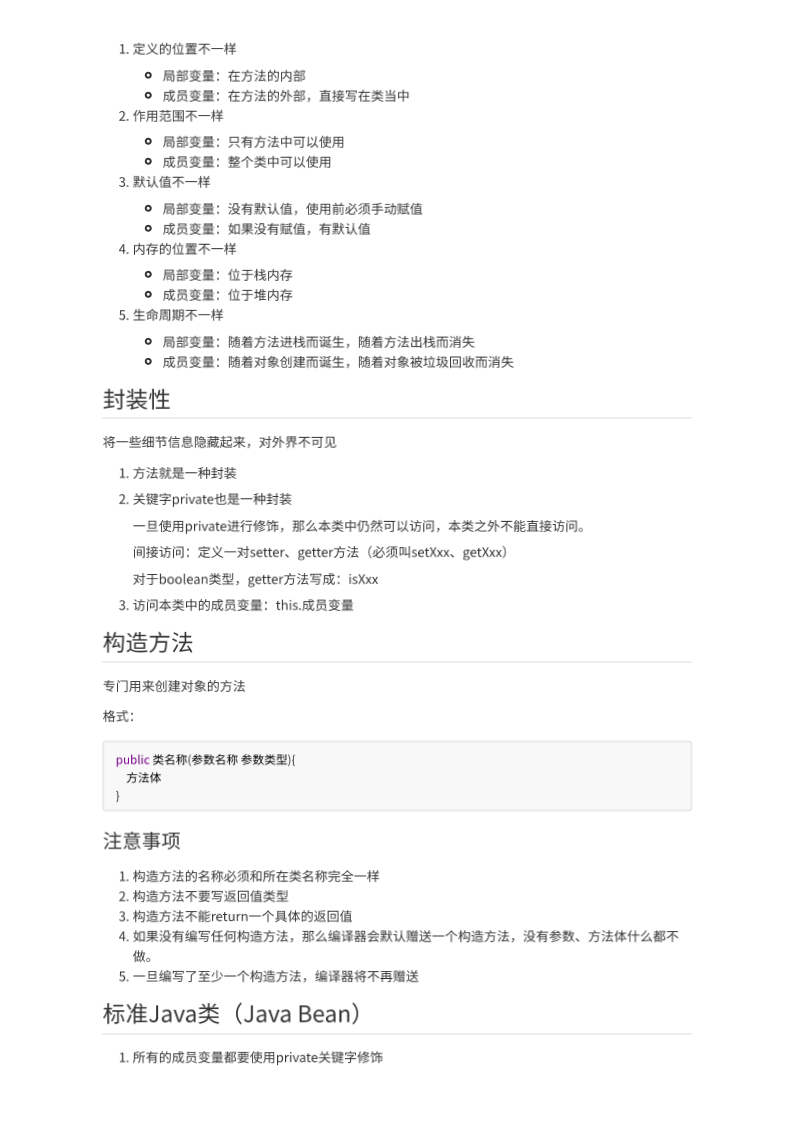 1. 定义的位置不一样
局部变量：在方法的内部
成员变量：在方法的外部，直接写在类当中
2. 作用范围不一样
局部变量：只有方法中可以使用
成员变量：整个类中可以使用
3. 默认值不一样
局部变量：没有默认值，使用前必须手动赋值
成员变量：如果没有赋值，有默认值
4. 内存的位置不一样
局部变量：位于栈内存
成员变量：位于堆内存
5. 生命周期不一样
局部变量：随着方法进栈而诞生，随着方法出栈而消失
成员变量：随着对象创建而诞生，随着对象被垃圾回收而消失
封装性
将一些细节信息隐藏起来，对外界不可见
1. 方法就是一种封装
2. 关键字private也是一种封装
一旦使用private进行修饰，那么本类中仍然可以访问，本类之外不能直接访问。
间接访问：定义一对setter、getter方法（必须叫setXxx、getXxx）
对于boolean类型，getter方法写成：isXxx
3. 访问本类中的成员变量：this.成员变量
构造方法
专门用来创建对象的方法
格式：
public 类名称(参数名称 参数类型){
方法体
}
注意事项
1. 构造方法的名称必须和所在类名称完全一样
2. 构造方法不要写返回值类型
3. 构造方法不能return一个具体的返回值
4. 如果没有编写任何构造方法，那么编译器会默认赠送一个构造方法，没有参数、方法体什么都不
做。
5. 一旦编写了至少一个构造方法，编译器将不再赠送
标准Java类（Java Bean）
1. 所有的成员变量都要使用private关键字修饰